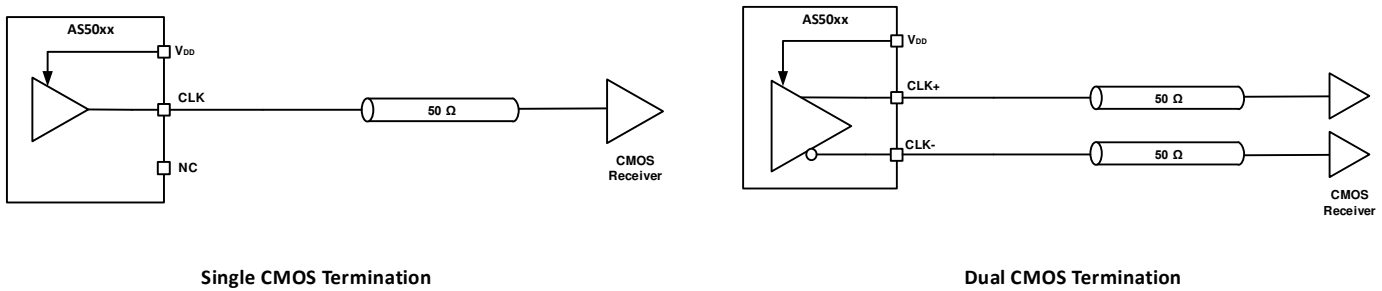 AS50xx
VDD
CLK
50 Ω
NC
CMOS
Receiver
Single CMOS Termination
AS50xx
VDD
CLK+
50 Ω
CLK-
50 Ω
CMOS
Receiver
Dual CMOS Termination